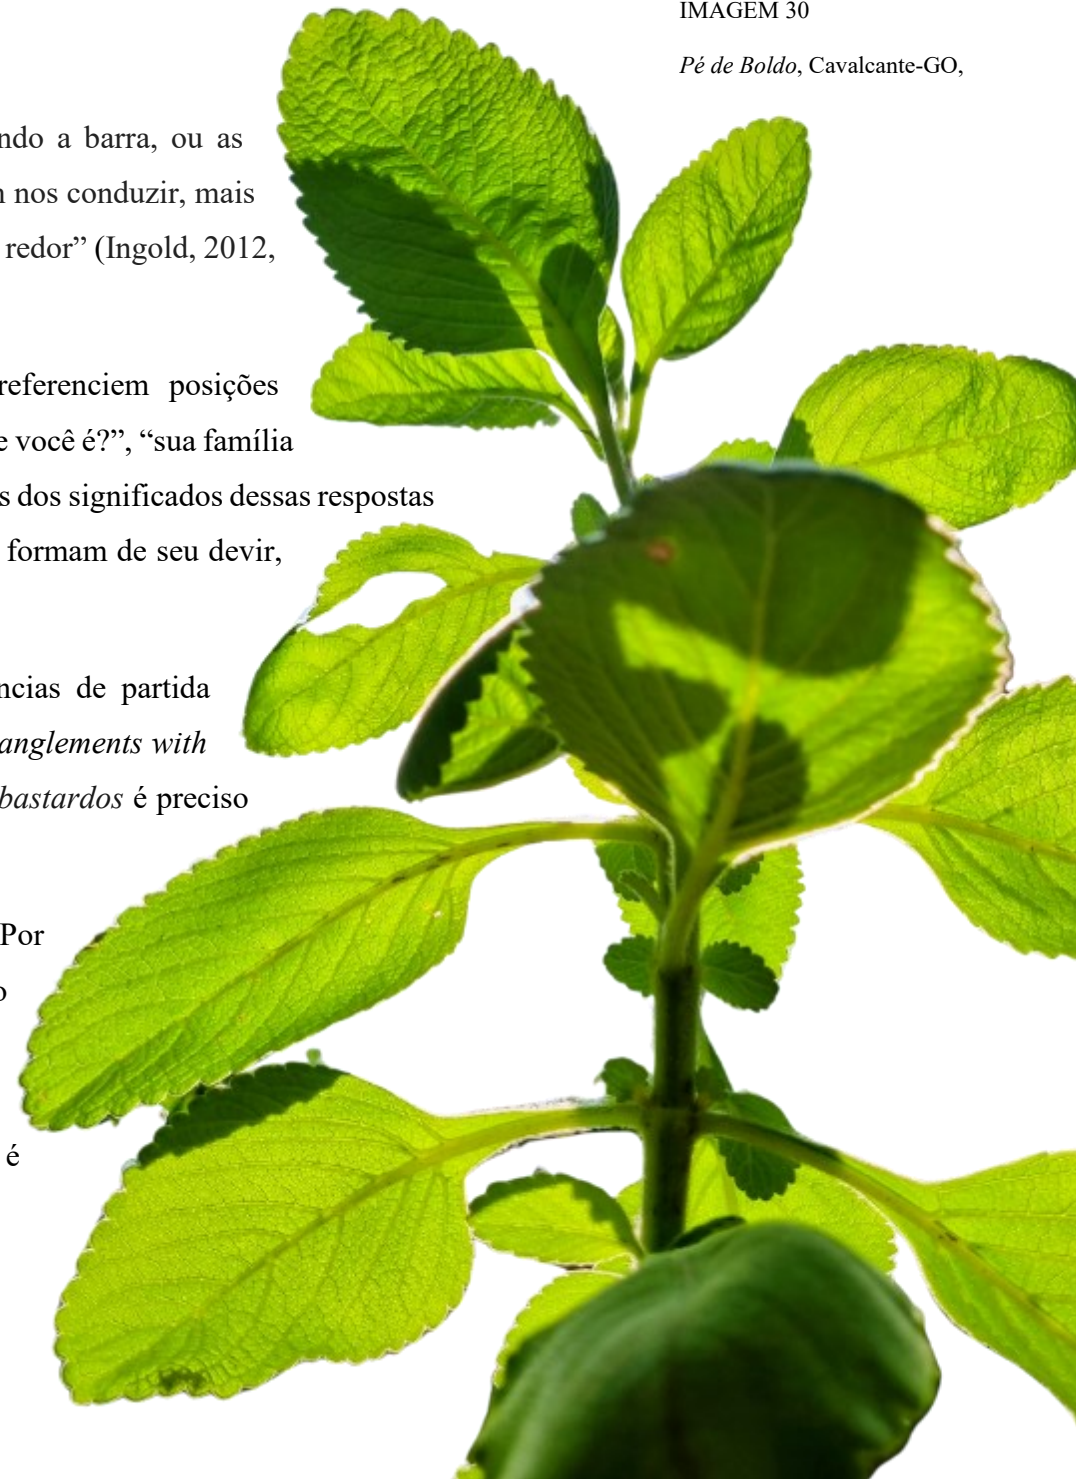 IMAGEM 30
Pé de Boldo, Cavalcante-GO,
ndo a barra, ou as
nos conduzir, mais
redor” (Ingold, 2012,
referenciem posições
e você é?”, “sua família
s dos significados dessas respostas
formam de seu devir,
ncias de partida
anglements with
bastardos é preciso
Por
o
é